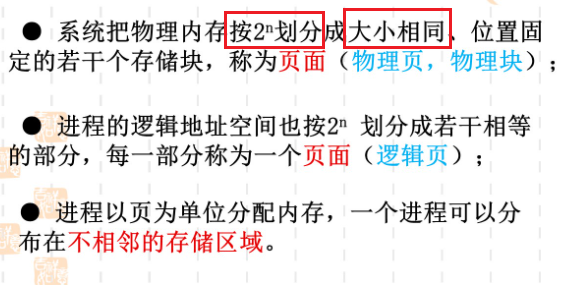 ● 系统把物理内存按2ⁿ划分成大小相同、位置固
定的若干个存储块，称为页面（物理页，物理块）；
● 进程的逻辑地址空间也按2ⁿ 划分成若干相等
的部分，每一部分称为一个页面（逻辑页）；
● 进程以页为单位分配内存，一个进程可以分
布在不相邻的存储区域。